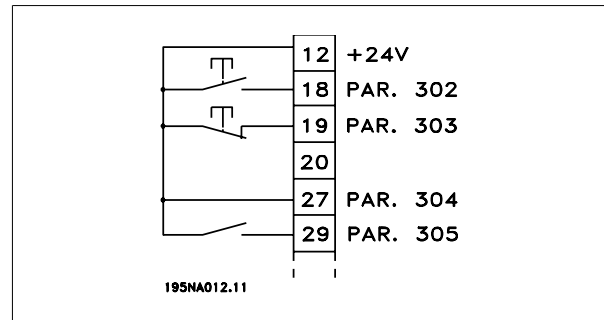 12 +24V
18 PAR. 302
19 PAR. 303
20
27 PAR. 304
29 PAR. 305
195NA012.11